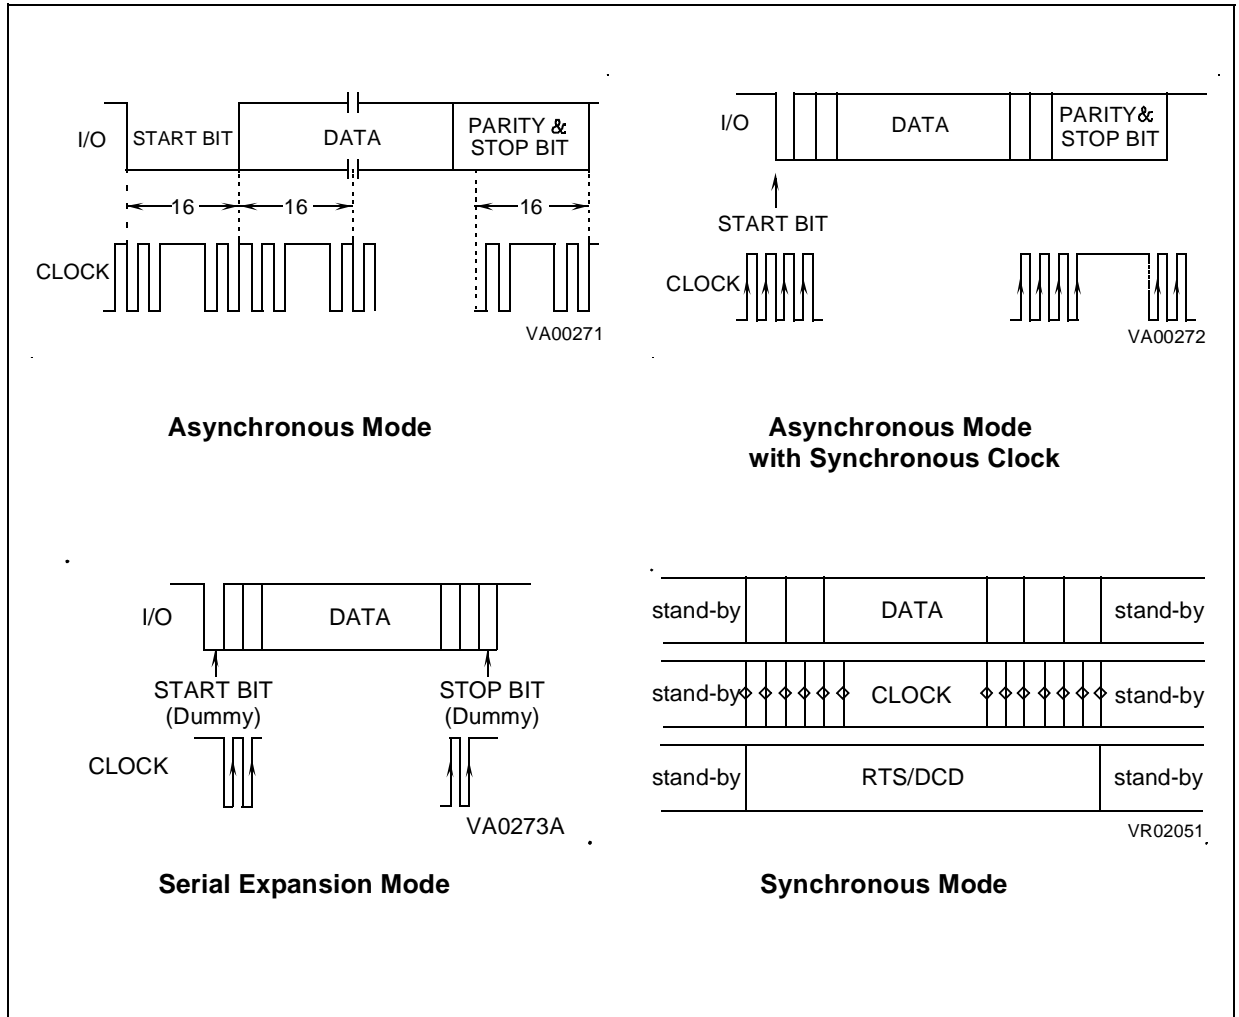 I/O
START BIT
DATA
PARITY &
STOP BIT
16
16
16
CLOCK
VA00271
Asynchronous Mode
I/O
DATA
PARITY&
STOP BIT
START BIT
CLOCK
VA00272
Asynchronous Mode
with Synchronous Clock
I/O
DATA
START BIT
(Dummy)
STOP BIT
(Dummy)
CLOCK
VA0273A
Serial Expansion Mode
stand-by
DATA
stand-by
stand-by
CLOCK
stand-by
stand-by
RTS/DCD
stand-by
VR02051
Synchronous Mode